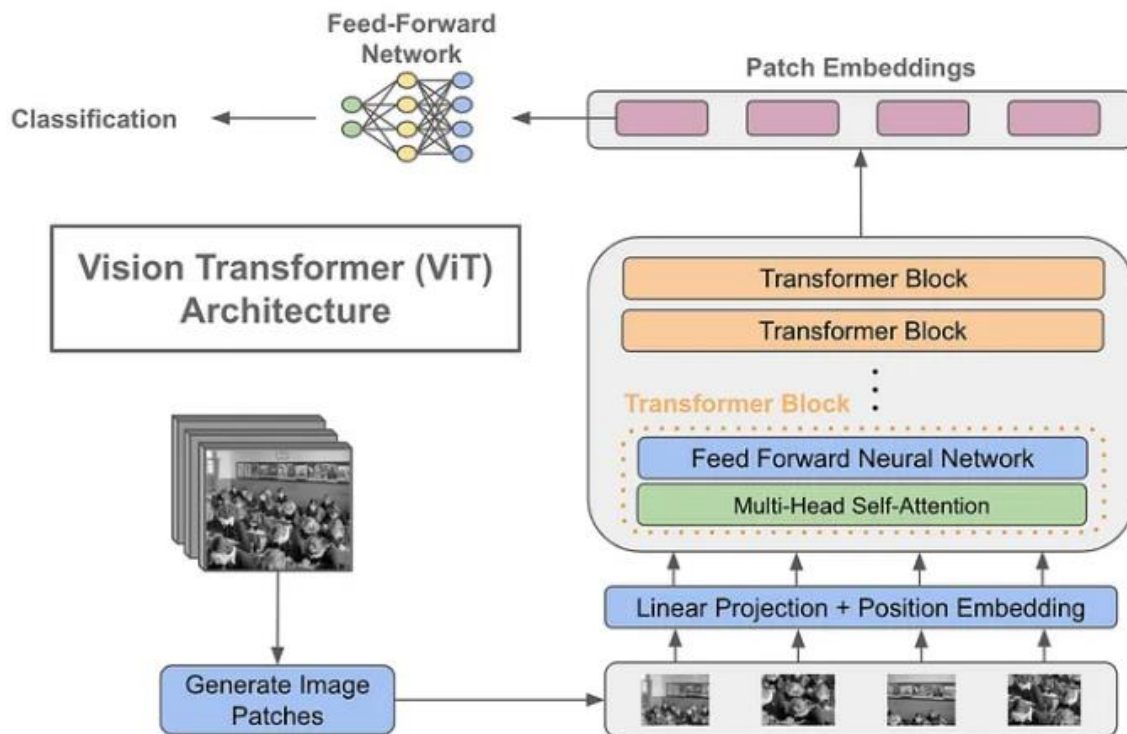 Feed-Forward
Network
Patch Embeddings
Classification
Vision Transformer (ViT)
Architecture
Transformer Block
Transformer Block
Transformer Block
Feed Forward Neural Network
Multi-Head Self-Attention
Linear Projection + Position Embedding
Generate Image
Patches